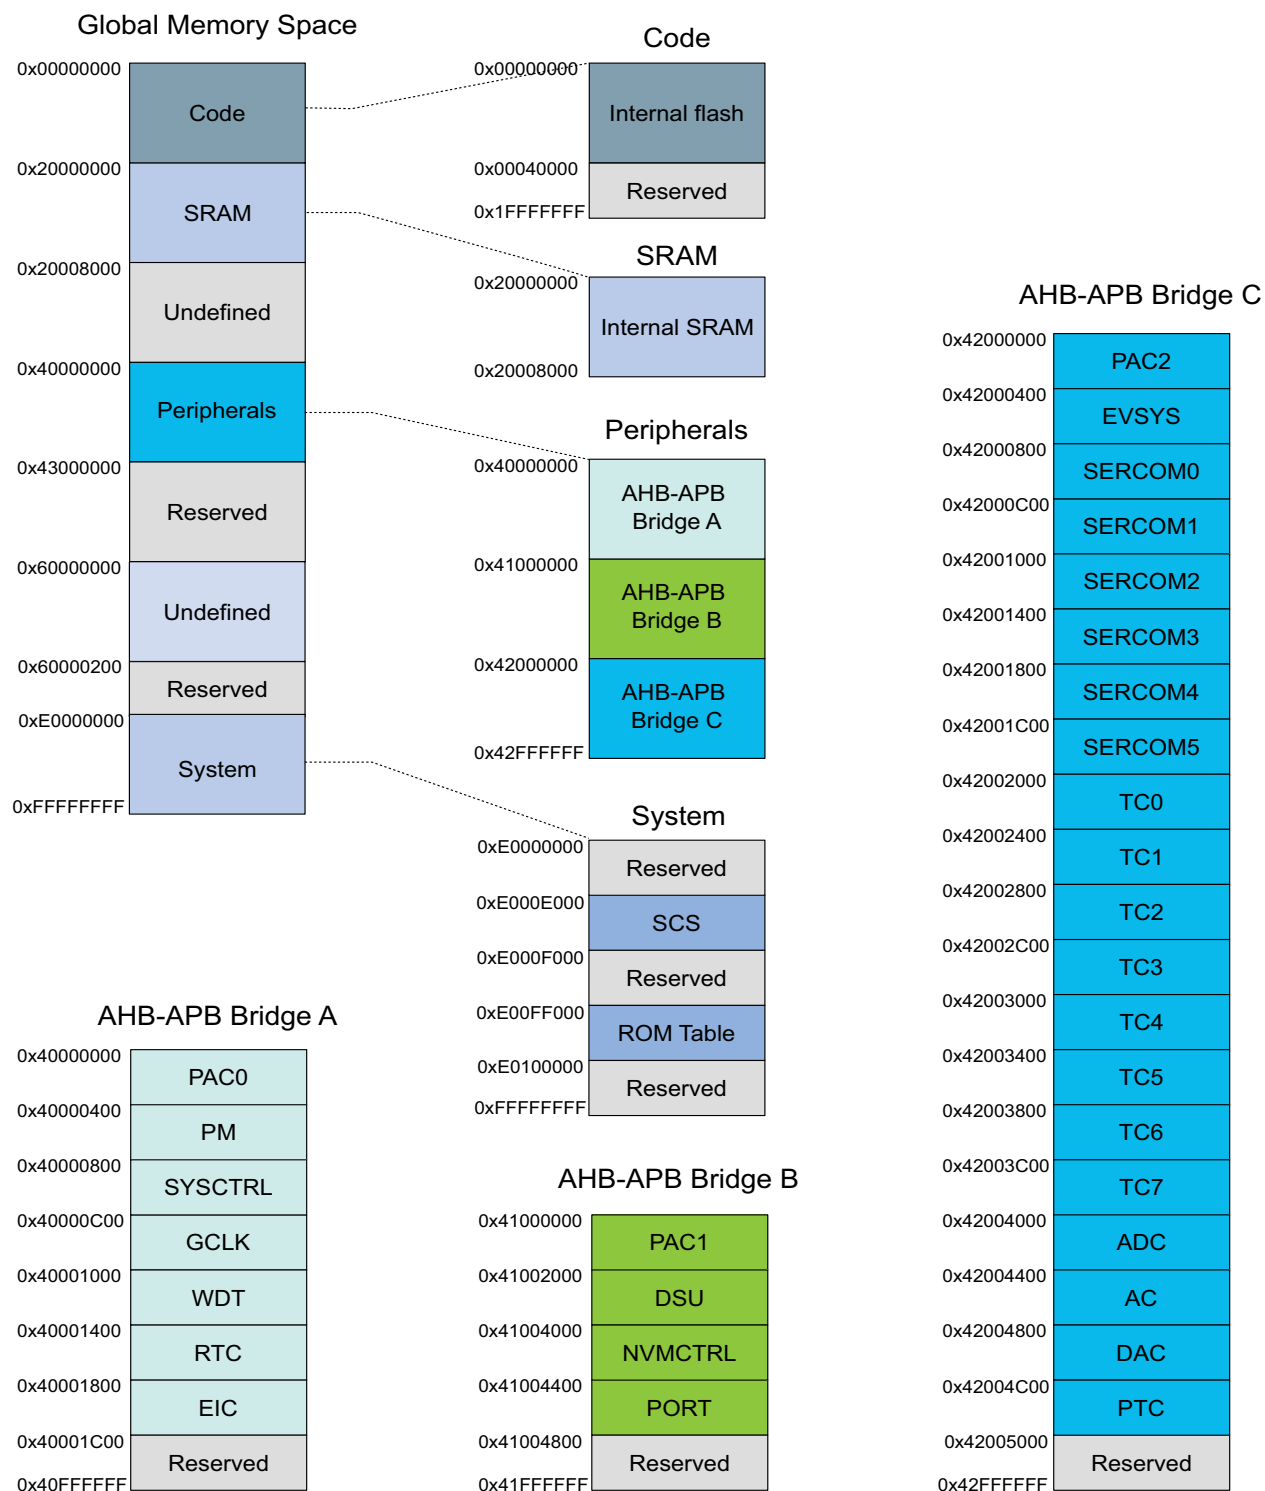 Global Memory Space
0x00000000
Code
0x20000000
SRAM
0x20008000
Undefined
0x40000000
Peripherals
0x43000000
Reserved
0x60000000
Undefined
0x60000200
Reserved
0xE0000000
System
0xFFFFFFFF
Code
0x00000000
Internal flash
0x00040000
Reserved
0x1FFFFFFF
SRAM
0x20000000
Internal SRAM
0x20008000
Peripherals
0x40000000
AHB-APB
Bridge A
0x41000000
AHB-APB
Bridge B
0x42000000
AHB-APB
Bridge C
0x42FFFFFF
System
0xE0000000
Reserved
0xE000E000
SCS
0xE000F000
Reserved
0xE00FF000
ROM Table
0xE0100000
Reserved
0xFFFFFFFF
AHB-APB Bridge A
0x40000000
PAC0
0x40000400
PM
0x40000800
SYSCTRL
0x40000C00
GCLK
0x40001000
WDT
0x40001400
RTC
0x40001800
EIC
0x40001C00
Reserved
0x40FFFFFF
AHB-APB Bridge B
0x41000000
PAC1
0x41002000
DSU
0x41004000
NVMCTRL
0x41004400
PORT
0x41004800
Reserved
0x41FFFFFF
AHB-APB Bridge C
0x42000000
PAC2
0x42000400
EVSYS
0x42000800
SERCOM0
0x42000C00
SERCOM1
0x42001000
SERCOM2
0x42001400
SERCOM3
0x42001800
SERCOM4
0x42001C00
SERCOM5
0x42002000
TC0
0x42002400
TC1
0x42002800
TC2
0x42002C00
TC3
0x42003000
TC4
0x42003400
TC5
0x42003800
TC6
0x42003C00
TC7
0x42004000
ADC
0x42004400
AC
0x42004800
DAC
0x42004C00
PTC
0x42005000
Reserved
0x42FFFFFF